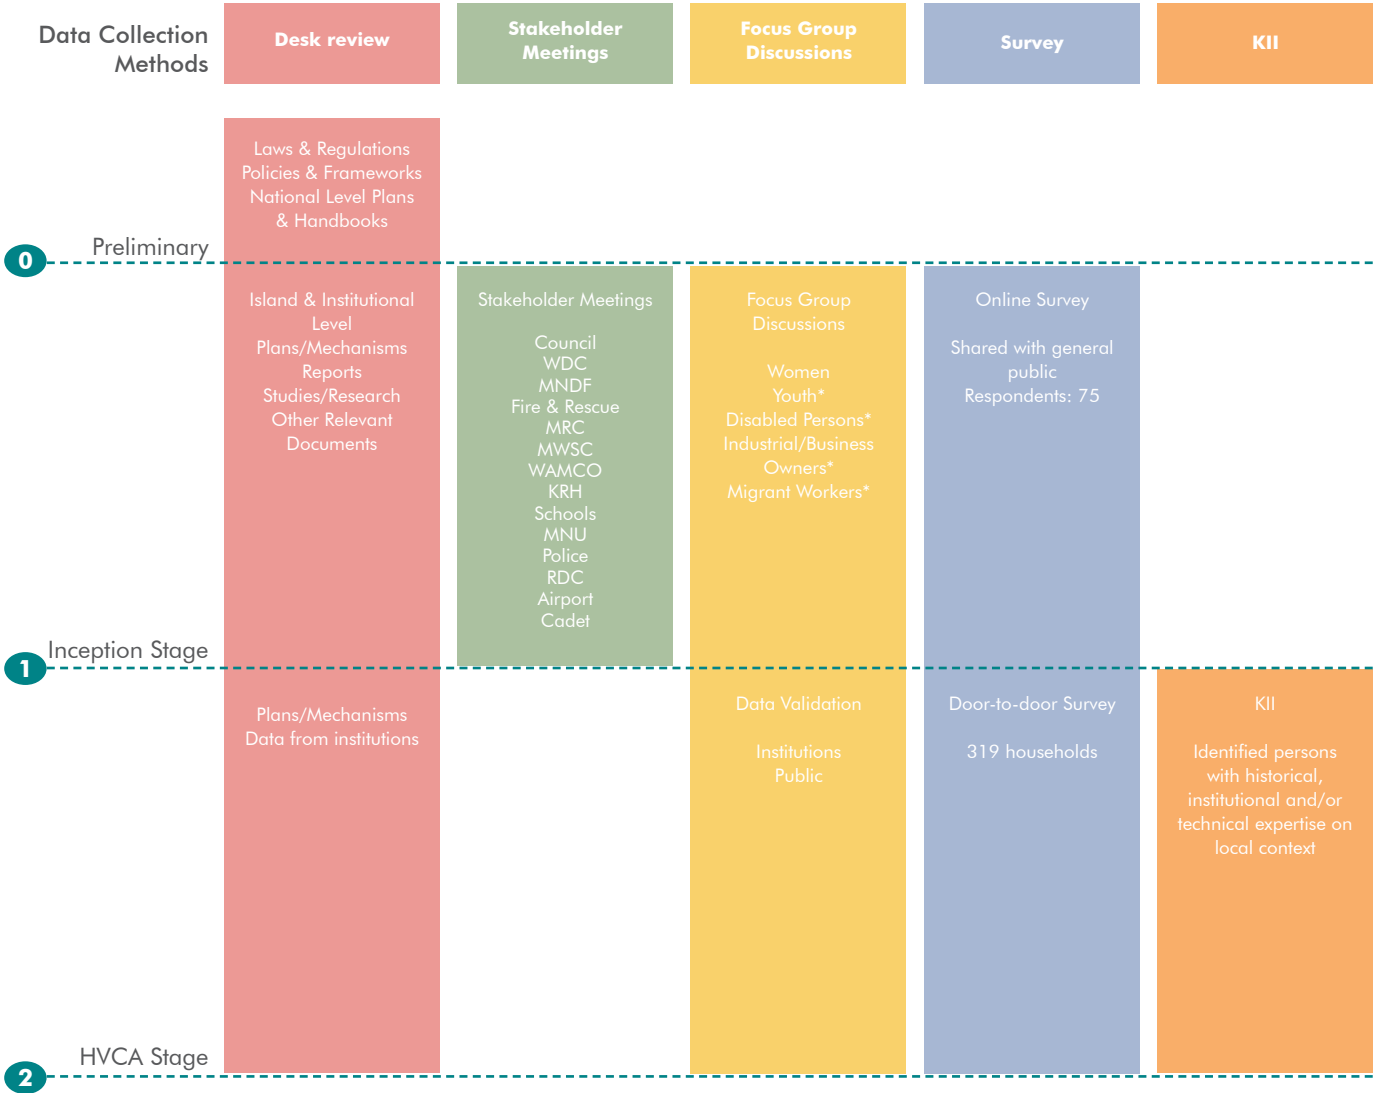 Data Collection
Methods
Desk review
Stakeholder
Meetings
Focus Group
Discussions
Survey
KII
Laws & Regulations
Policies & Frameworks
National Level Plans
& Handbooks
Preliminary
0
Island & Institutional
Level
Plans/Mechanisms
Reports
Studies/Research
Other Relevant
Documents
Stakeholder Meetings
Council
WDC
MNDF
Fire & Rescue
MRC
MWSC
WAMCO
KRH
Schools
MNU
Police
RDC
Airport
Cadet
Focus Group
Discussions
Women
Youth*
Disabled Persons*
Industrial/Business
Owners*
Migrant Workers*
Online Survey
Shared with general
public
Respondents: 75
Inception Stage
1
Plans/Mechanisms
Data from institutions
Data Validation
Institutions
Public
Door-to-door Survey
319 households
KII
Identified persons
with historical,
institutional and/or
technical expertise on
local context
HVCA Stage
2